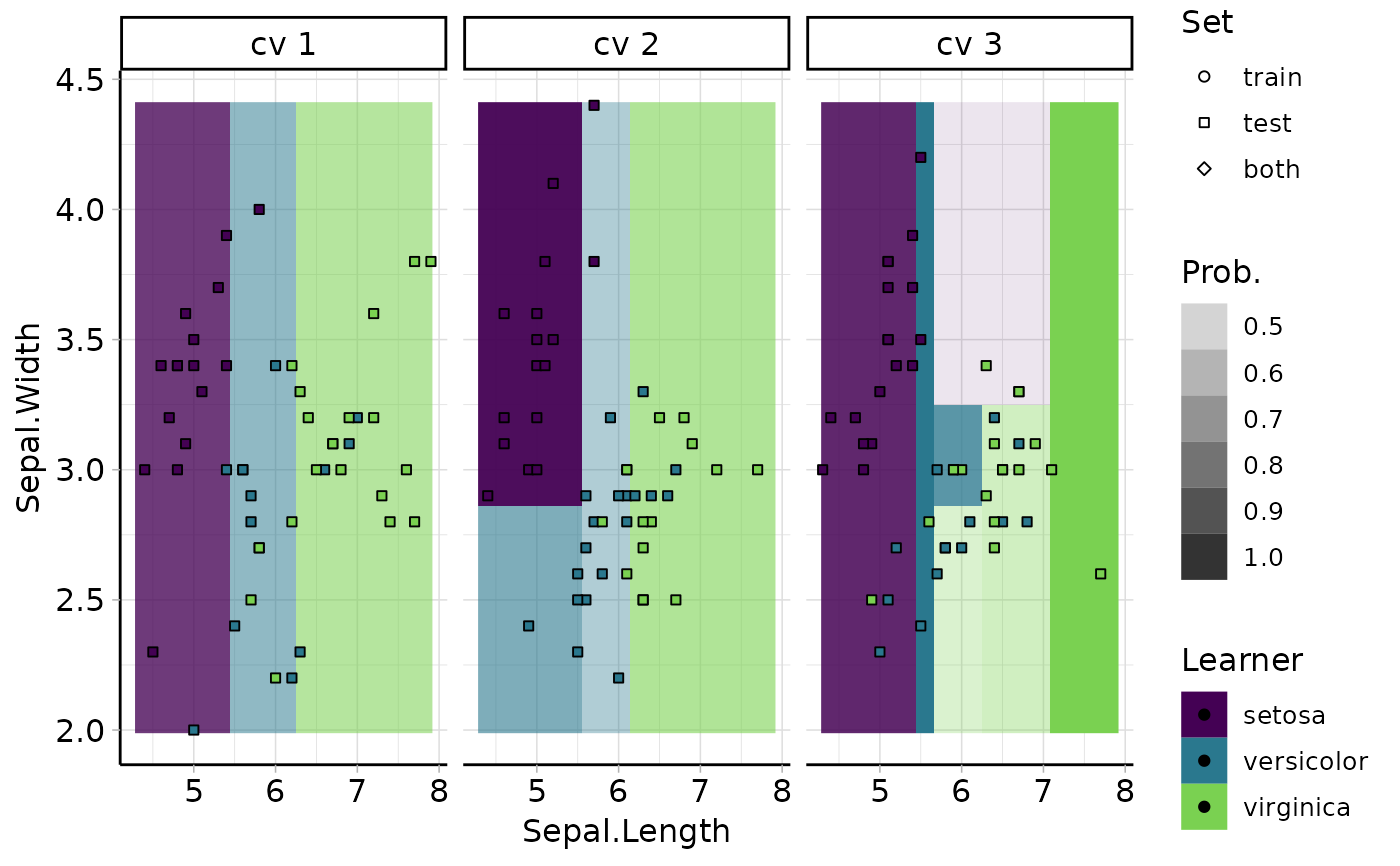 cv 1
cv 2
cv 3
4.5
4.0
3.5
3.0
2.5
2.0
Sepal.Width
5 6 7 8
5 6 7 8
5 6 7 8
Sepal.Length
Set
train
test
both
Prob.
0.5
0.6
0.7
0.8
0.9
1.0
Learner
setosa
versicolor
virginica